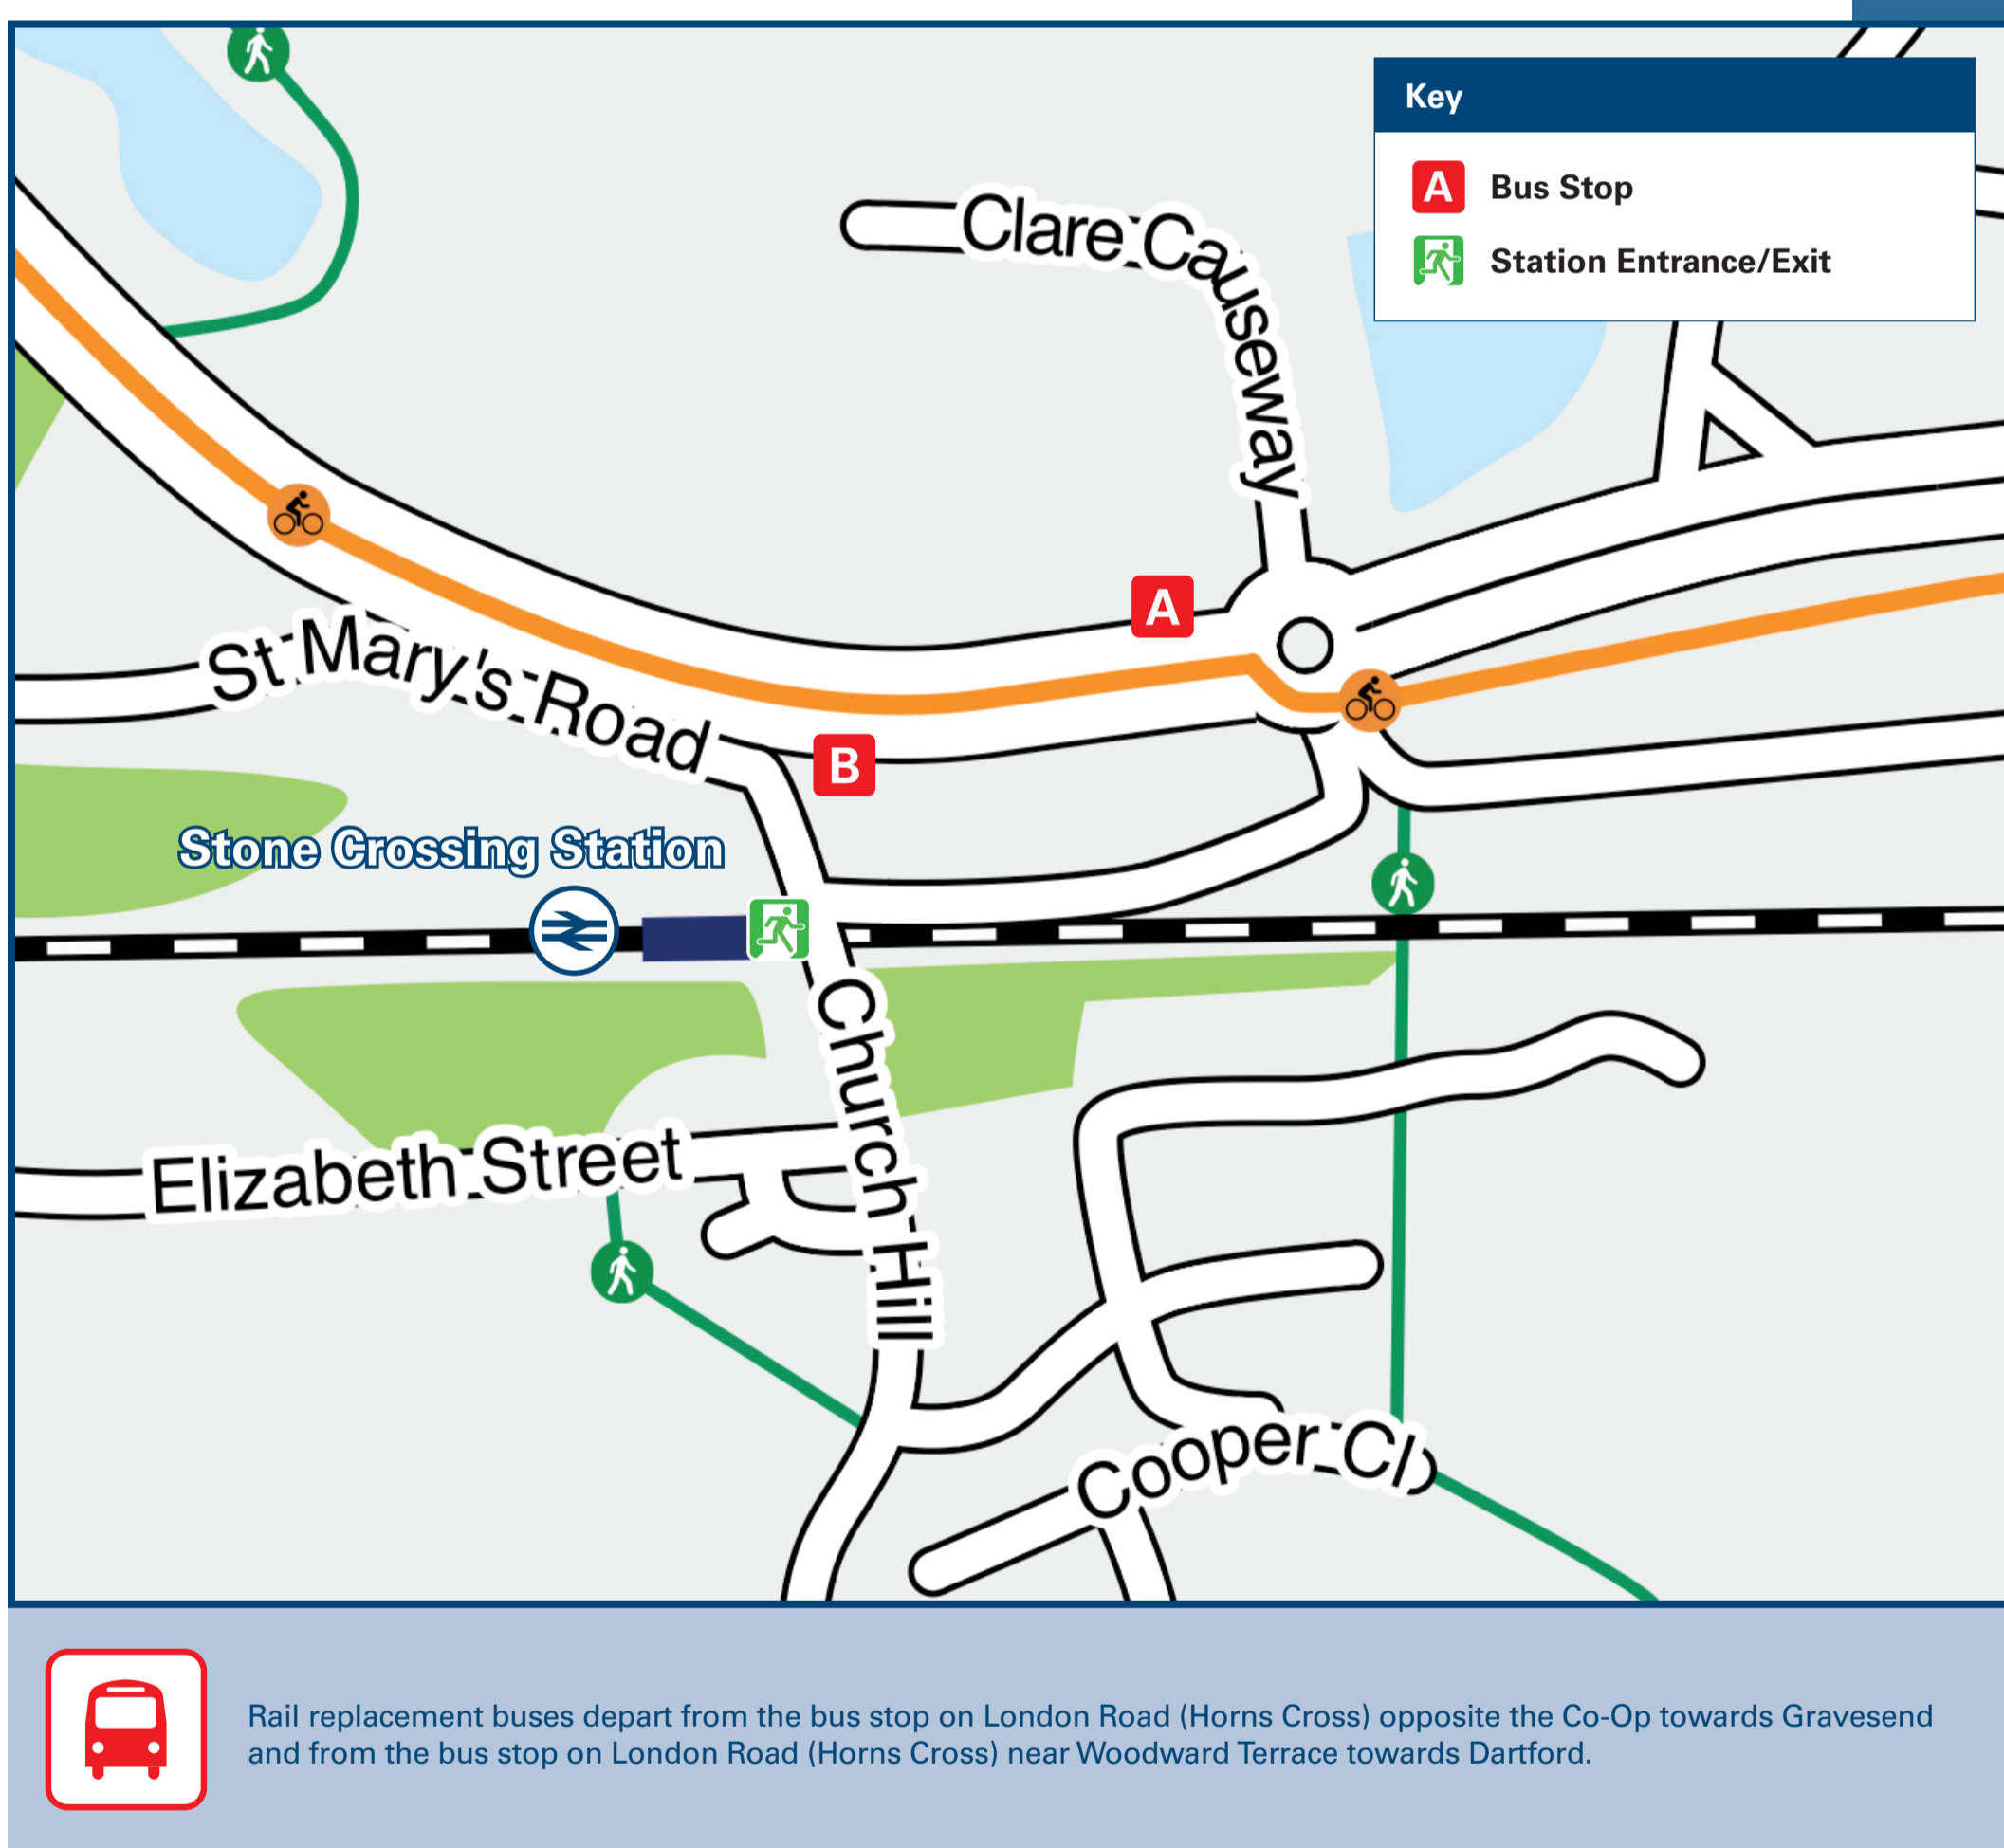 Key
A Bus Stop
Station Entrance/Exit
Clare Causeway
A
St Mary's Road
B
Stone Crossing Station
Church Hill
Elizabeth Street
Cooper Cl
Rail replacement buses depart from the bus stop on London Road (Horns Cross) opposite the Co-Op towards Gravesend
and from the bus stop on London Road (Horns Cross) near Woodward Terrace towards Dartford.